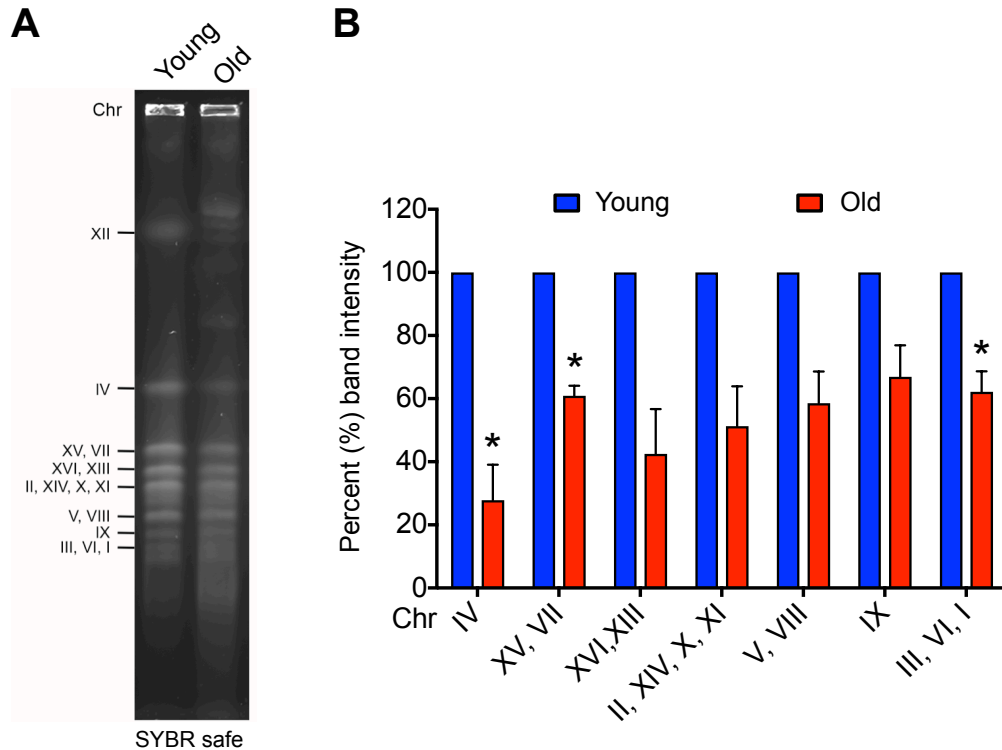 A
Young
Old
Chr
XII
IV
XV, VII
XVI, XIII
II, XIV, X, XI
V, VIII
IX
III, VI, I
SYBR safe
B
Young
Old
Percent (%) band intensity
120
100
80
60
40
20
0
*
*
*
Chr
IV
XV, VII
XVI,XIII
II, XIV, X, XI
V, VIII
IX
III, VI, I